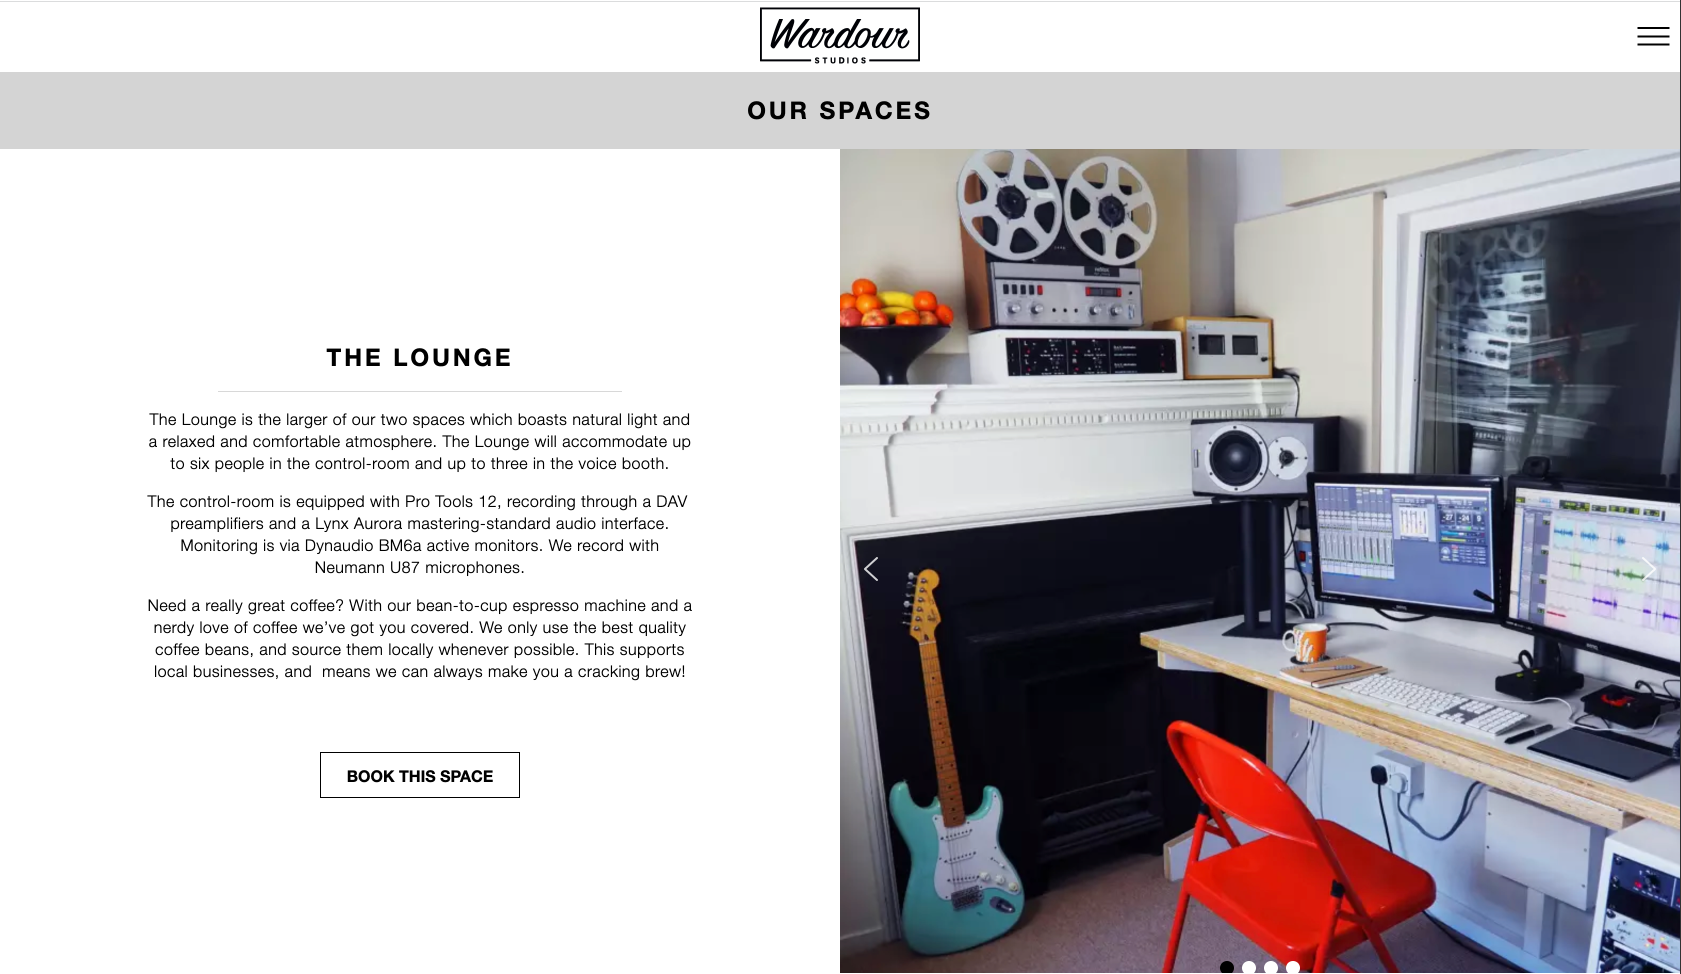 Wardour
STUDIOS
OUR SPACES
THE LOUNGE
The Lounge is the larger of our two spaces which boasts natural light and
a relaxed and comfortable atmosphere. The Lounge will accommodate up
to six people in the control-room and up to three in the voice booth.
The control-room is equipped with Pro Tools 12, recording through a DAV
preamplifiers and a Lynx Aurora mastering-standard audio interface.
Monitoring is via Dynaudio BM6a active monitors. We record with
Neumann U87 microphones.
Need a really great coffee? With our bean-to-cup espresso machine and a
nerdy love of coffee we’ve got you covered. We only use the best quality
coffee beans, and source them locally whenever possible. This supports
local businesses, and  means we can always make you a cracking brew!
BOOK THIS SPACE